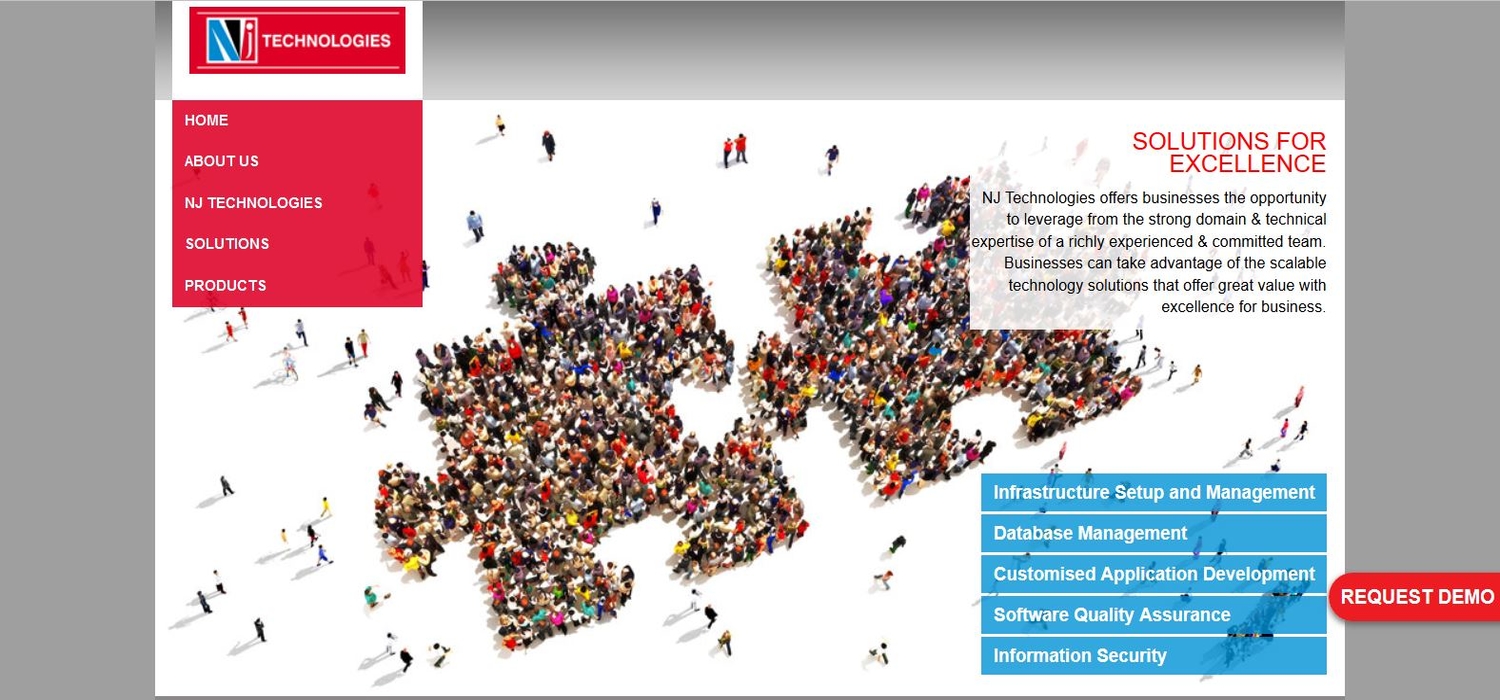 Nj TECHNOLOGIES
HOME
ABOUT US
NJ TECHNOLOGIES
SOLUTIONS
PRODUCTS
SOLUTIONS FOR
EXCELLENCE
NJ Technologies offers businesses the opportunity
to leverage from the strong domain & technical
expertise of a richly experienced & committed team.
Businesses can take advantage of the scalable
technology solutions that offer great value with
excellence for business.
Infrastructure Setup and Management
Database Management
Customised Application Development
Software Quality Assurance
Information Security
REQUEST DEMO